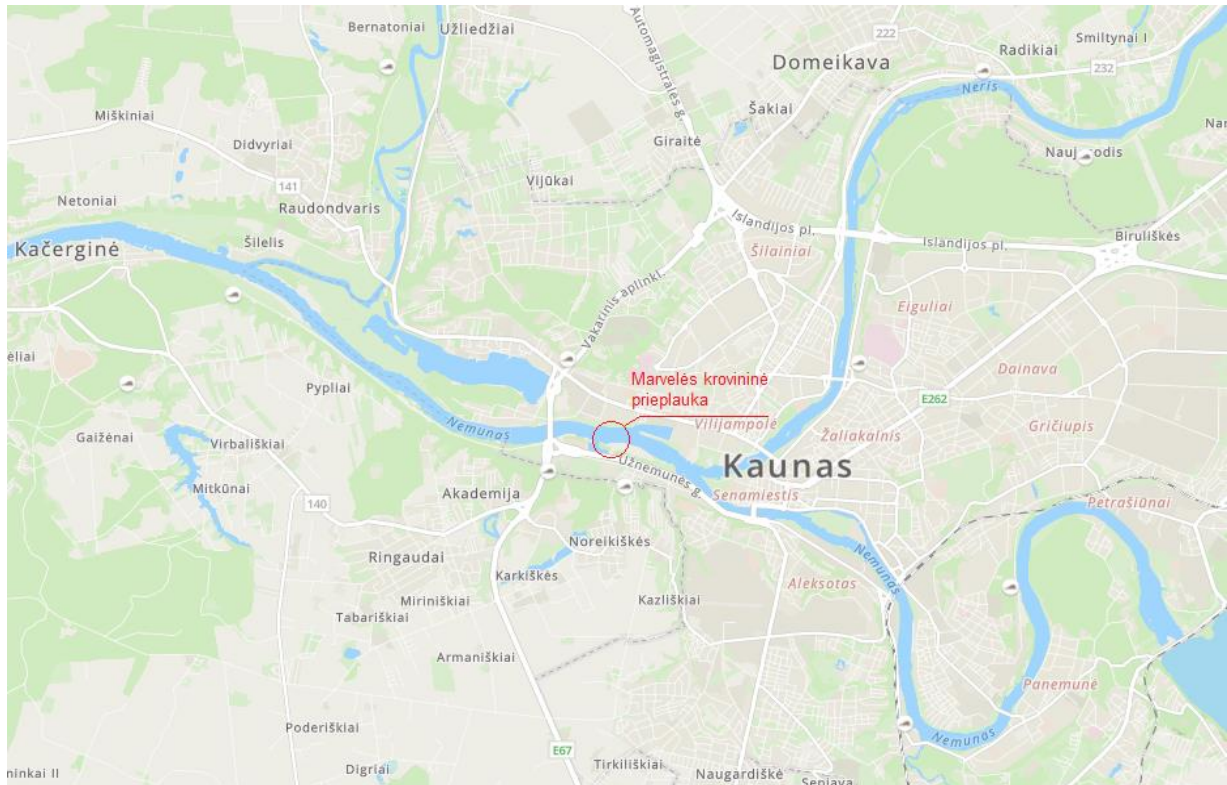 Bernatoniai
Užliedžiai
Automagistralės g.
222
Radikiai
Smiltynai I
Domeikava
232
Neris
Šakiai
Miškiniai
Didvyriai
Giraitė
Vijūkai
141
Netoniai
Raudondvaris
Islandijos pl.
Islandijos pl.
Biruliškės
Kačerginė
Šilelis
Šilainiai
Vakarinis aplinkl.
Eiguliai
Pypliai
Marvelės krovininė
prieplauka
Dainava
E262
Nemunas
Vilijampolė
Žaliakalnis
Gričiupis
Gaižėnai
Virbališkiai
Užnemunės g.
Kaunas
Mitkūnai
Akademija
Senamiestis
Petrašiūnai
140
Noreikiškės
Nemunas
Ringaudai
Karkiškės
Aleksotas
Miriniškiai
Kazliškiai
Tabariškiai
Armaniškiai
Panemunė
Poderiškiai
Nemunas
E67
Tirkiliškiai
Digriai
Naugardiškė